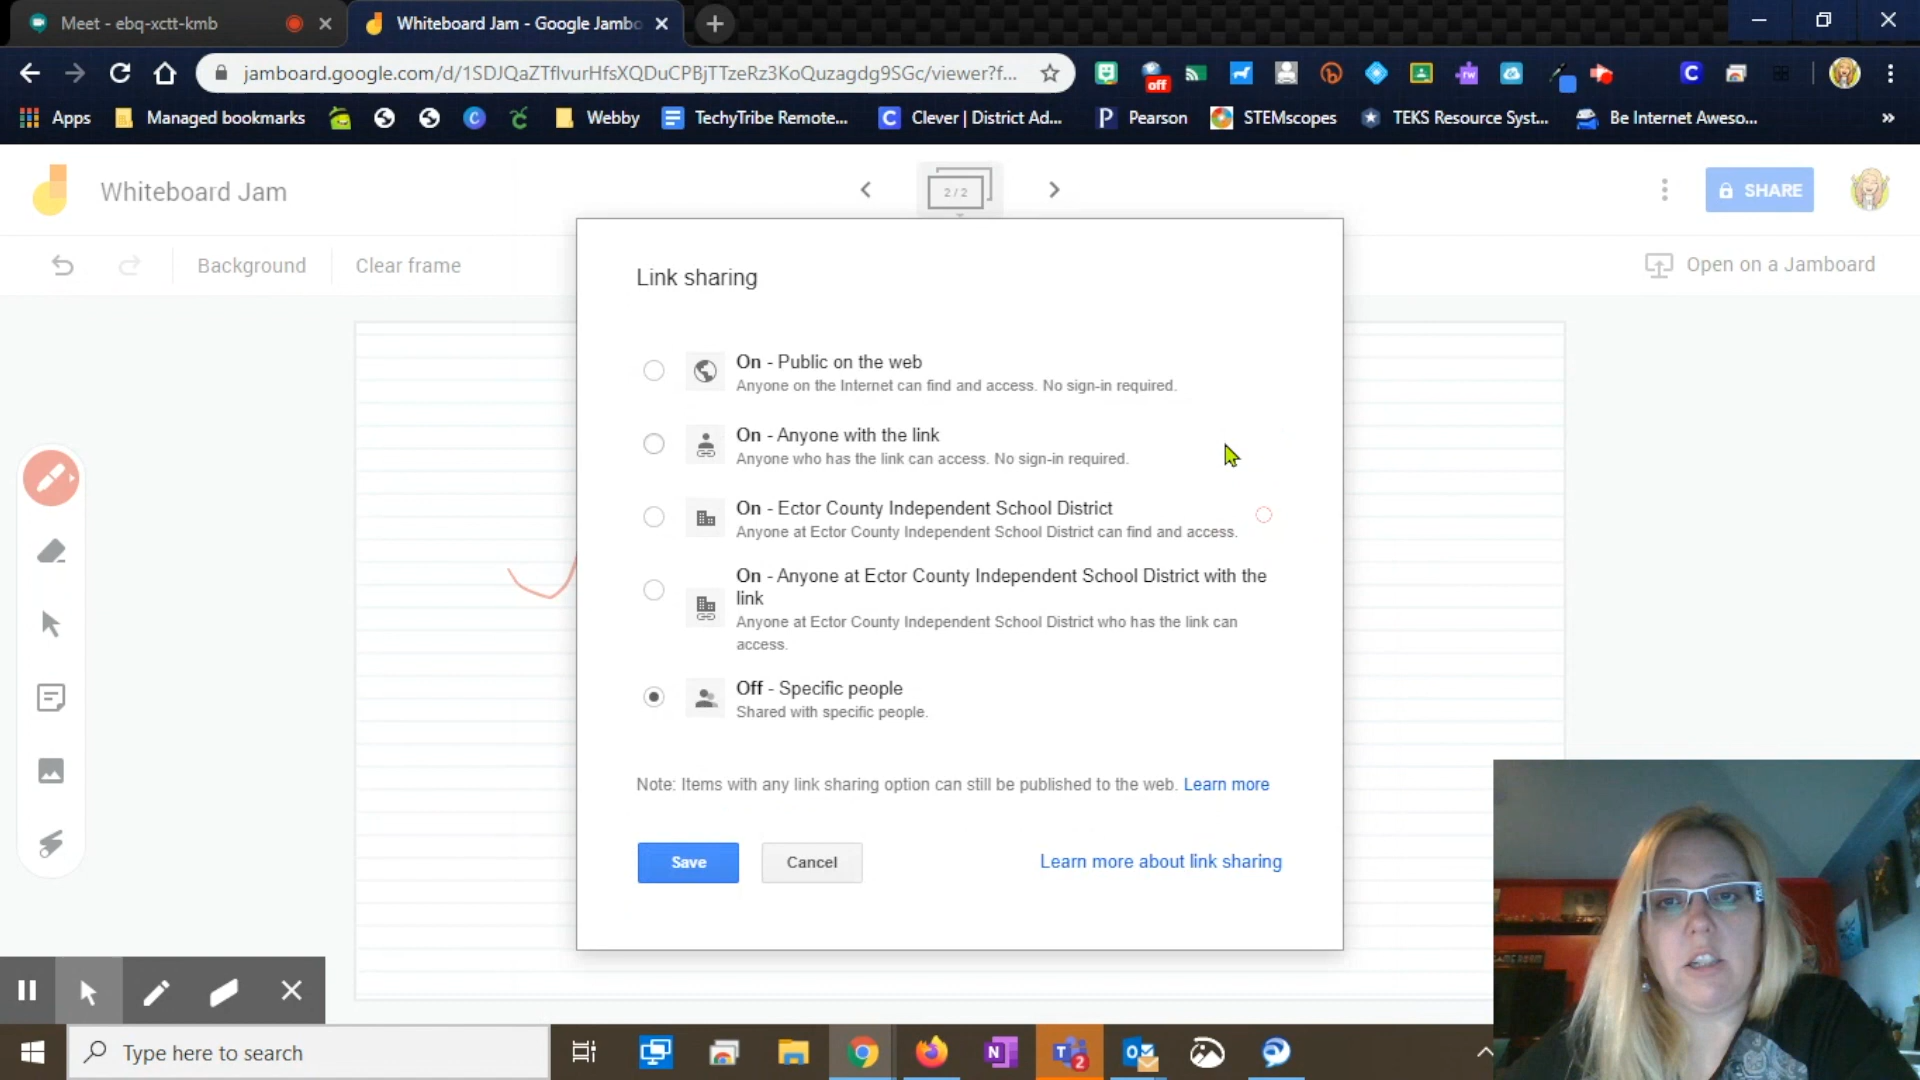 Meet - ebq-xctt-kmb
Whiteboard Jam - Google Jambo
jamboard.google.com/d/1SDJQaZTflvurHfsXQDuCPBjTTzeRz3KoQuzagdg9SGc/viewer?f...
off
rw
Apps
Managed bookmarks
Webby
TechyTribe Remote...
Clever | District Ad...
Pearson
STEMscopes
TEKS Resource Syst...
Be Internet Aweso...
»
Whiteboard Jam
2 / 2
SHARE
Background
Clear frame
Open on a Jamboard
Link sharing
On - Public on the web
Anyone on the Internet can find and access. No sign-in required.
On - Anyone with the link
Anyone who has the link can access. No sign-in required.
On - Ector County Independent School District
Anyone at Ector County Independent School District can find and access.
On - Anyone at Ector County Independent School District with the
link
Anyone at Ector County Independent School District who has the link can
access.
Off - Specific people
Shared with specific people.
Note: Items with any link sharing option can still be published to the web. Learn more
Save
Cancel
Learn more about link sharing
Type here to search
2